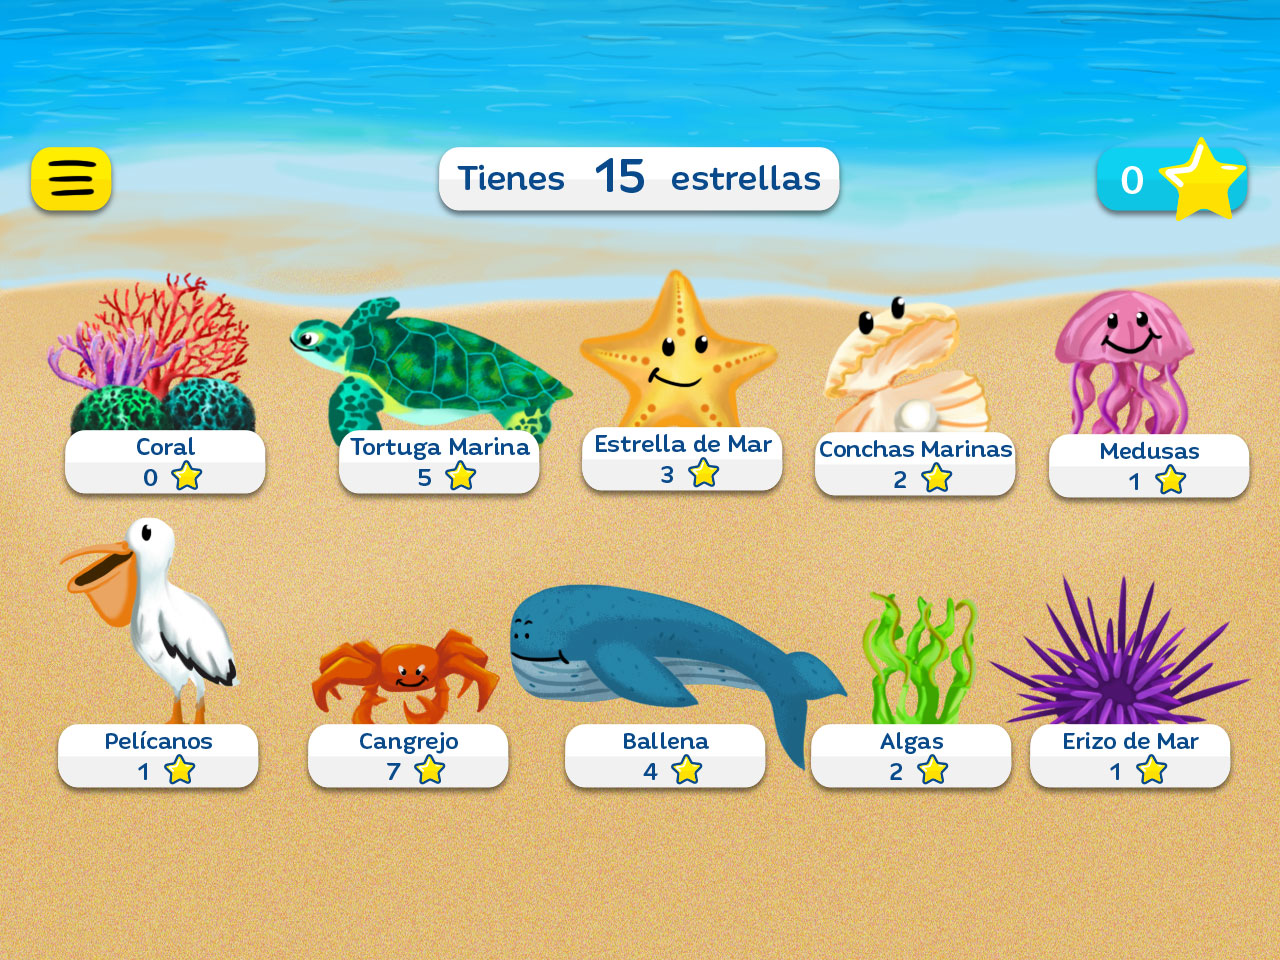 Tienes 15 estrellas
0
Coral
0
Tortuga Marina
5
Estrella de Mar
3
Conchas Marinas
2
Medusas
1
Pelícanos
1
Cangrejo
7
Ballena
4
Algas
2
Erizo de Mar
1